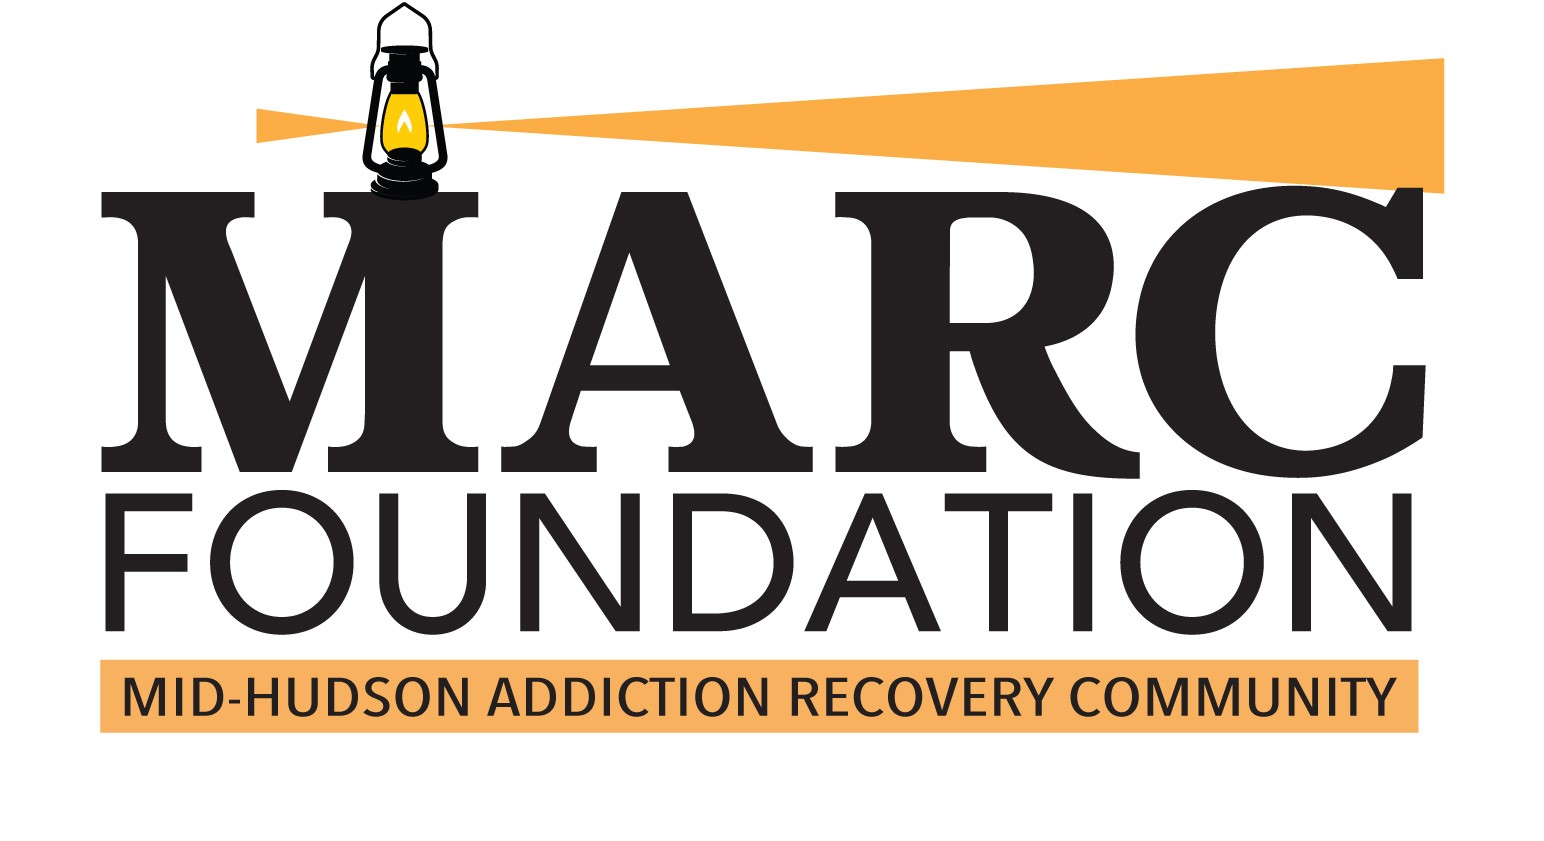 MARC
FOUNDATION
MID-HUDSON ADDICTION RECOVERY COMMUNITY